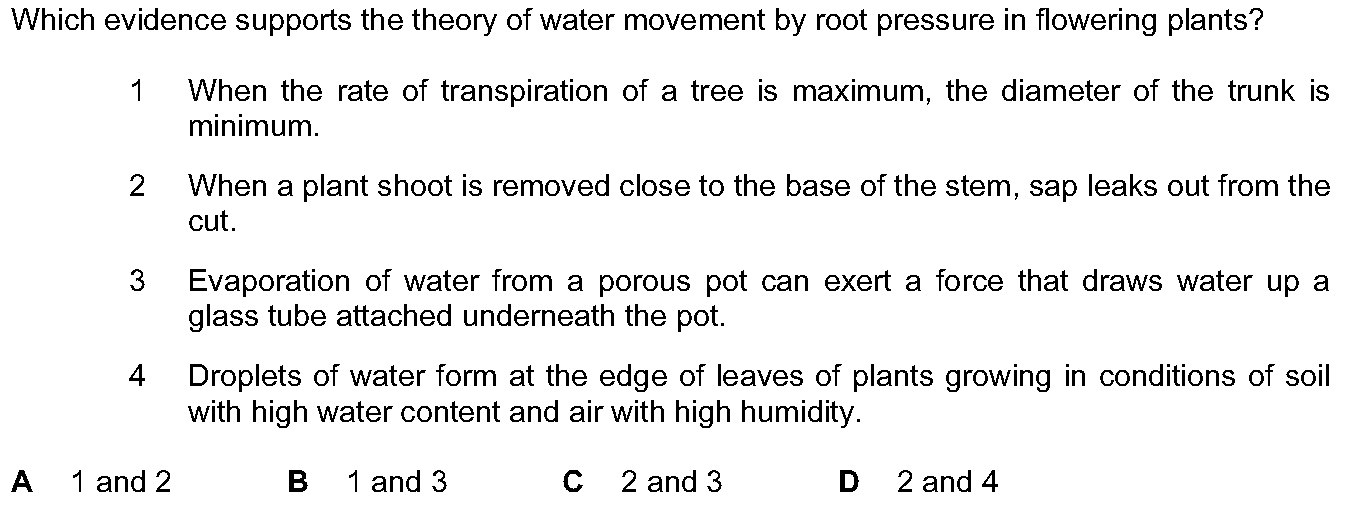 Which evidence supports the theory of water movement by root pressure in flowering plants?
1 When the rate of transpiration of a tree is maximum, the diameter of the trunk is
minimum.
2 When a plant shoot is removed close to the base of the stem, sap leaks out from the
cut.
3 Evaporation of water from a porous pot can exert a force that draws water up a
glass tube attached underneath the pot.
4 Droplets of water form at the edge of leaves of plants growing in conditions of soil
with high water content and air with high humidity.
A 1 and 2 B 1 and 3 C 2 and 3 D 2 and 4